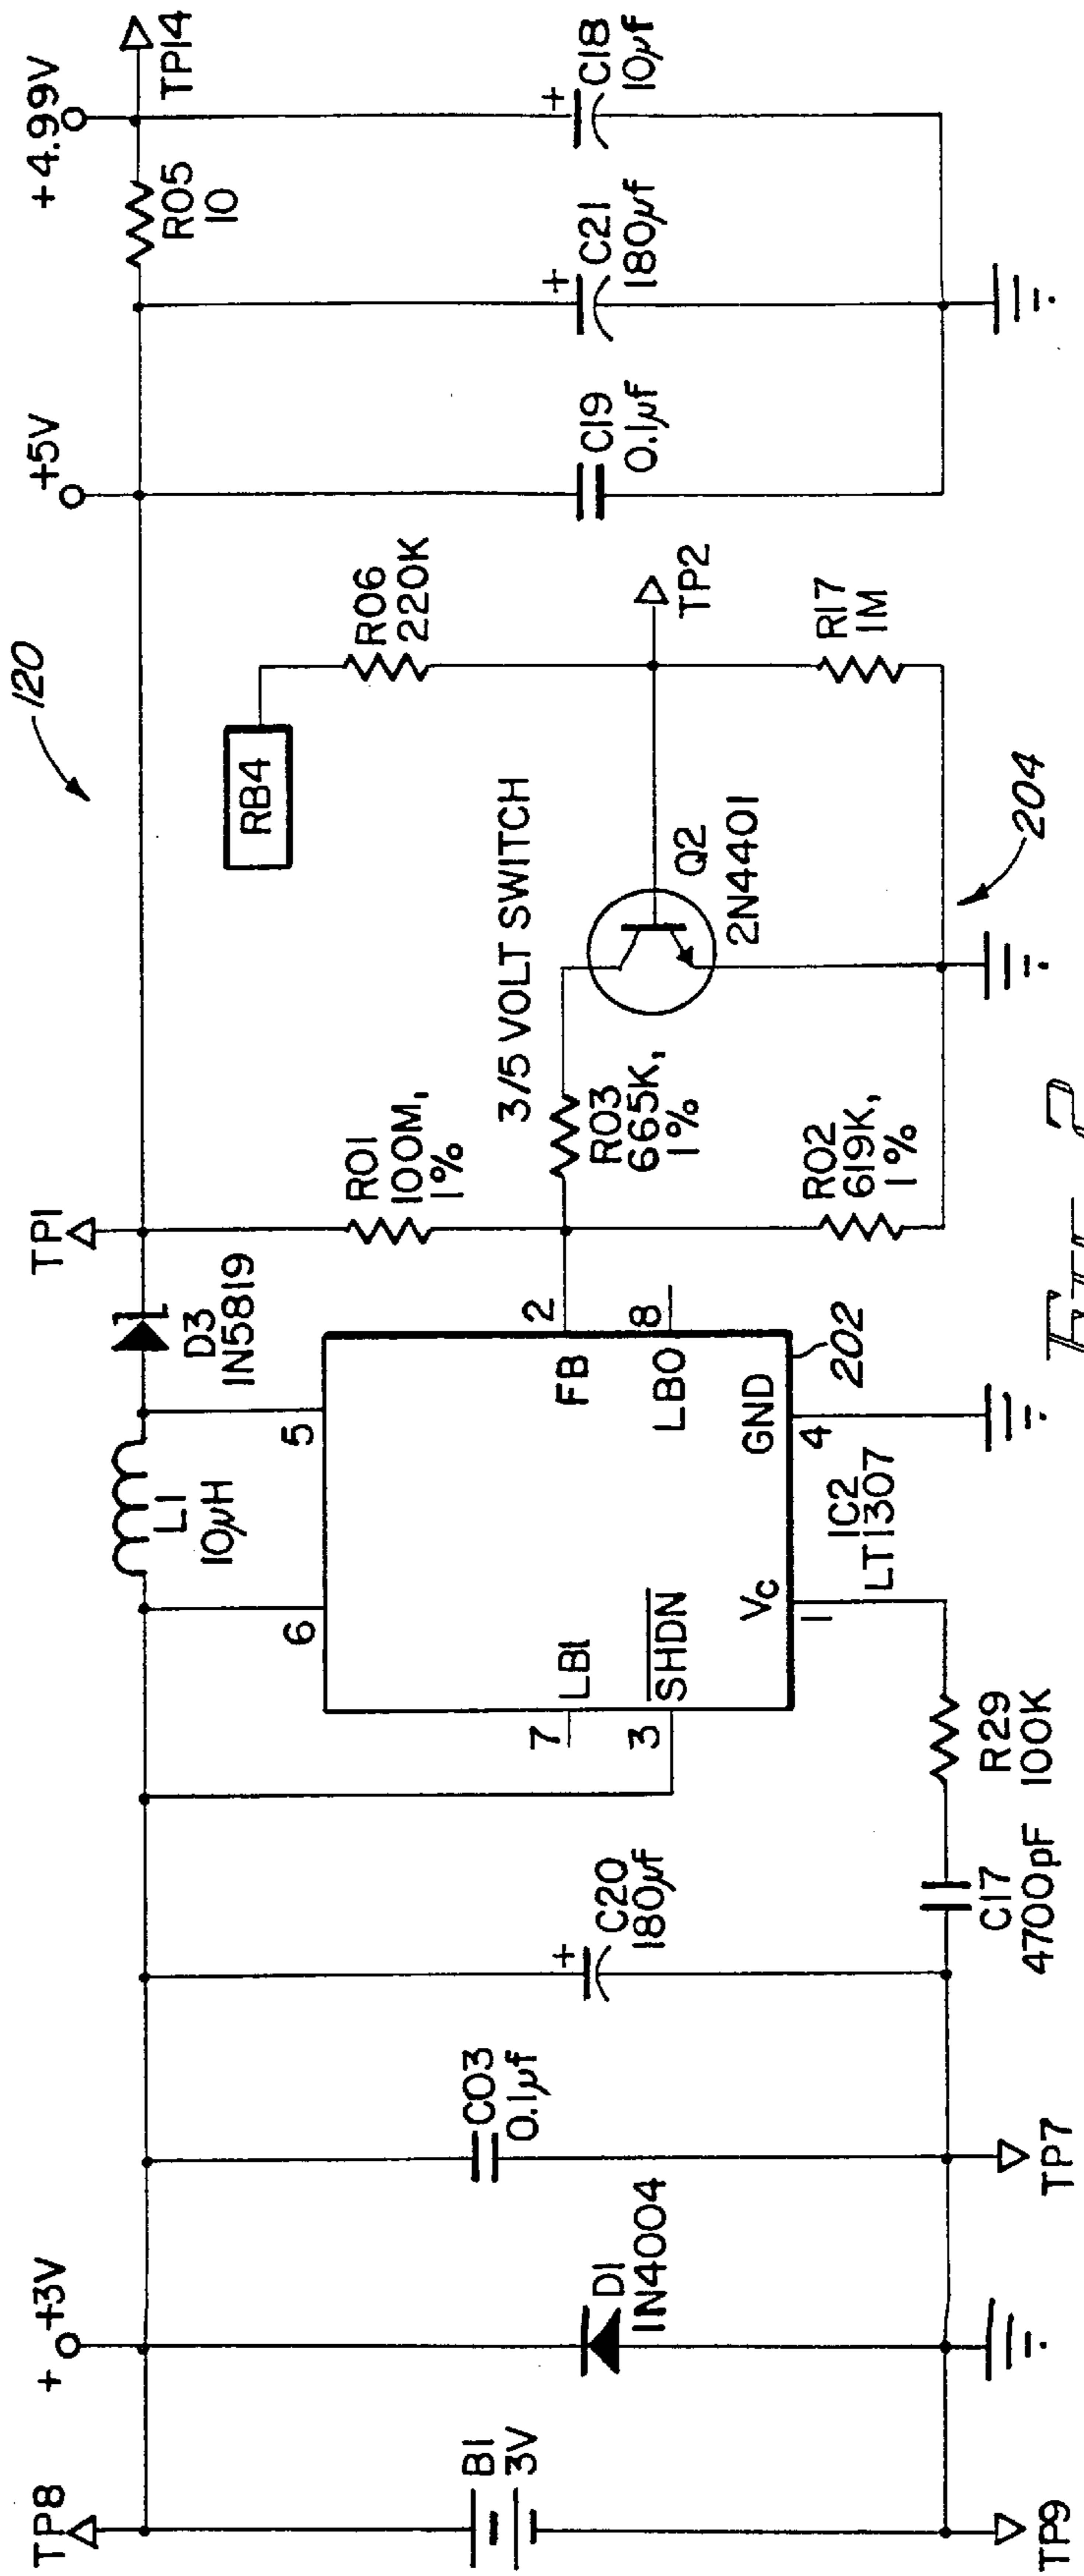 120
TP8
+ +3V
TP1
+5V
+4.99V
TP14
L1
10µH
D3
1N5819
R05
10
6
5
R01
100M,
1%
RB4
R06
220K
B1
3V
C03
0.1µf
+
C20
180µf
7
LB1
3
SHDN
FB
2
LBO
8
VC
1
GND
4
IC2
LT1307
202
3/5 VOLT SWITCH
R03
665K,
1%
Q2
2N4401
TP2
C19
0.1µf
+
C21
180µf
+
C18
10µf
D1
1N4004
C17
4700pF
R29
100K
R02
619K,
1%
R17
1M
204
TP9
TP7